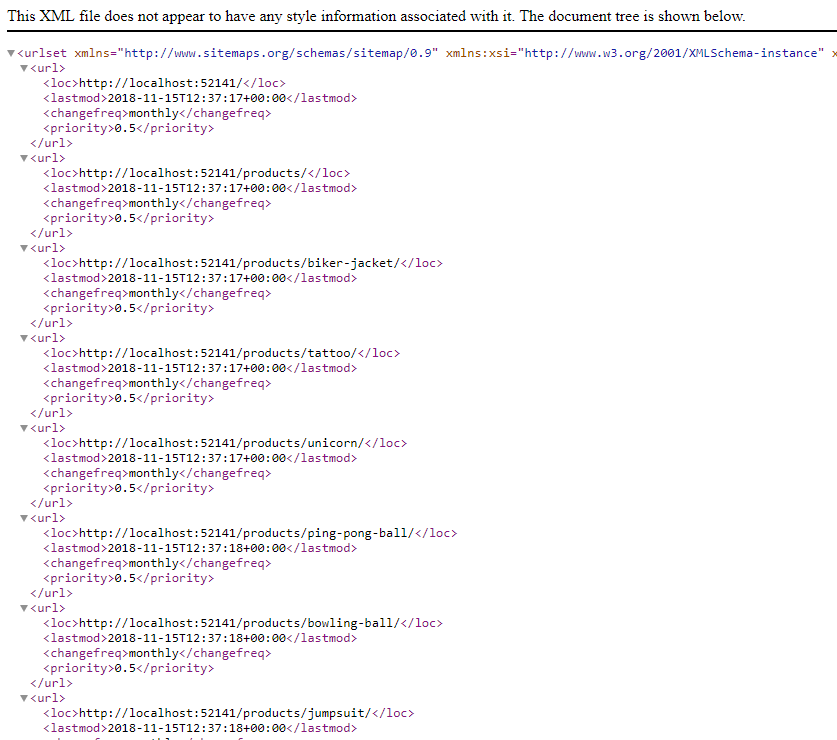 This XML file does not appear to have any style information associated with it. The document tree is shown below.
▼<urlset xmlns="http://www.sitemaps.org/schemas/sitemap/0.9" xmlns:xsi="http://www.w3.org/2001/XMLSchema-instance" x
▼<url>
<loc>http://localhost:52141/</loc>
<lastmod>2018-11-15T12:37:17+00:00</lastmod>
<changefreq>monthly</changefreq>
<priority>0.5</priority>
</url>
▼<url>
<loc>http://localhost:52141/products/</loc>
<lastmod>2018-11-15T12:37:17+00:00</lastmod>
<changefreq>monthly</changefreq>
<priority>0.5</priority>
</url>
▼<url>
<loc>http://localhost:52141/products/biker-jacket/</loc>
<lastmod>2018-11-15T12:37:17+00:00</lastmod>
<changefreq>monthly</changefreq>
<priority>0.5</priority>
</url>
▼<url>
<loc>http://localhost:52141/products/tattoo/</loc>
<lastmod>2018-11-15T12:37:17+00:00</lastmod>
<changefreq>monthly</changefreq>
<priority>0.5</priority>
</url>
▼<url>
<loc>http://localhost:52141/products/unicorn/</loc>
<lastmod>2018-11-15T12:37:17+00:00</lastmod>
<changefreq>monthly</changefreq>
<priority>0.5</priority>
</url>
▼<url>
<loc>http://localhost:52141/products/ping-pong-ball/</loc>
<lastmod>2018-11-15T12:37:18+00:00</lastmod>
<changefreq>monthly</changefreq>
<priority>0.5</priority>
</url>
▼<url>
<loc>http://localhost:52141/products/bowling-ball/</loc>
<lastmod>2018-11-15T12:37:18+00:00</lastmod>
<changefreq>monthly</changefreq>
<priority>0.5</priority>
</url>
▼<url>
<loc>http://localhost:52141/products/jumpsuit/</loc>
<lastmod>2018-11-15T12:37:18+00:00</lastmod>